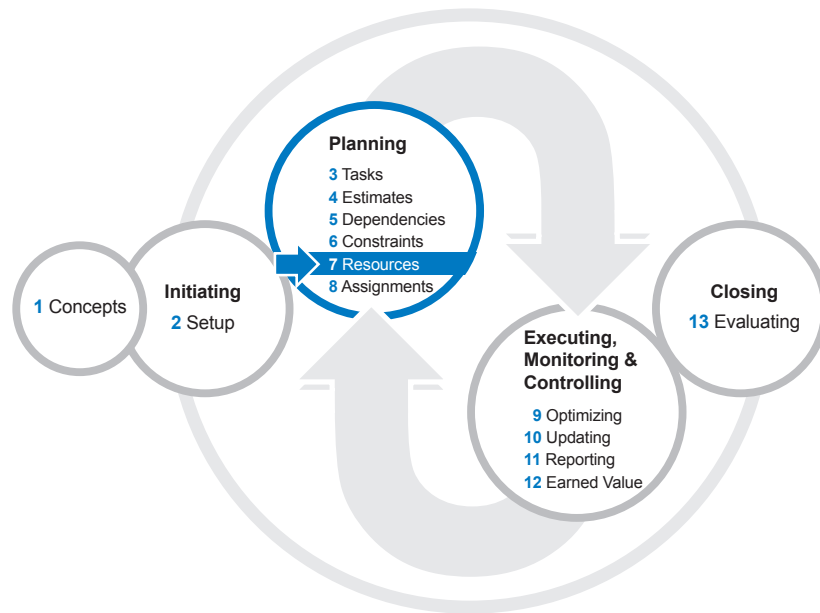 1 Concepts
Initiating
2 Setup
Planning
3 Tasks
4 Estimates
5 Dependencies
6 Constraints
7 Resources
8 Assignments
Executing,
Monitoring &
Controlling
9 Optimizing
10 Updating
11 Reporting
12 Earned Value
Closing
13 Evaluating